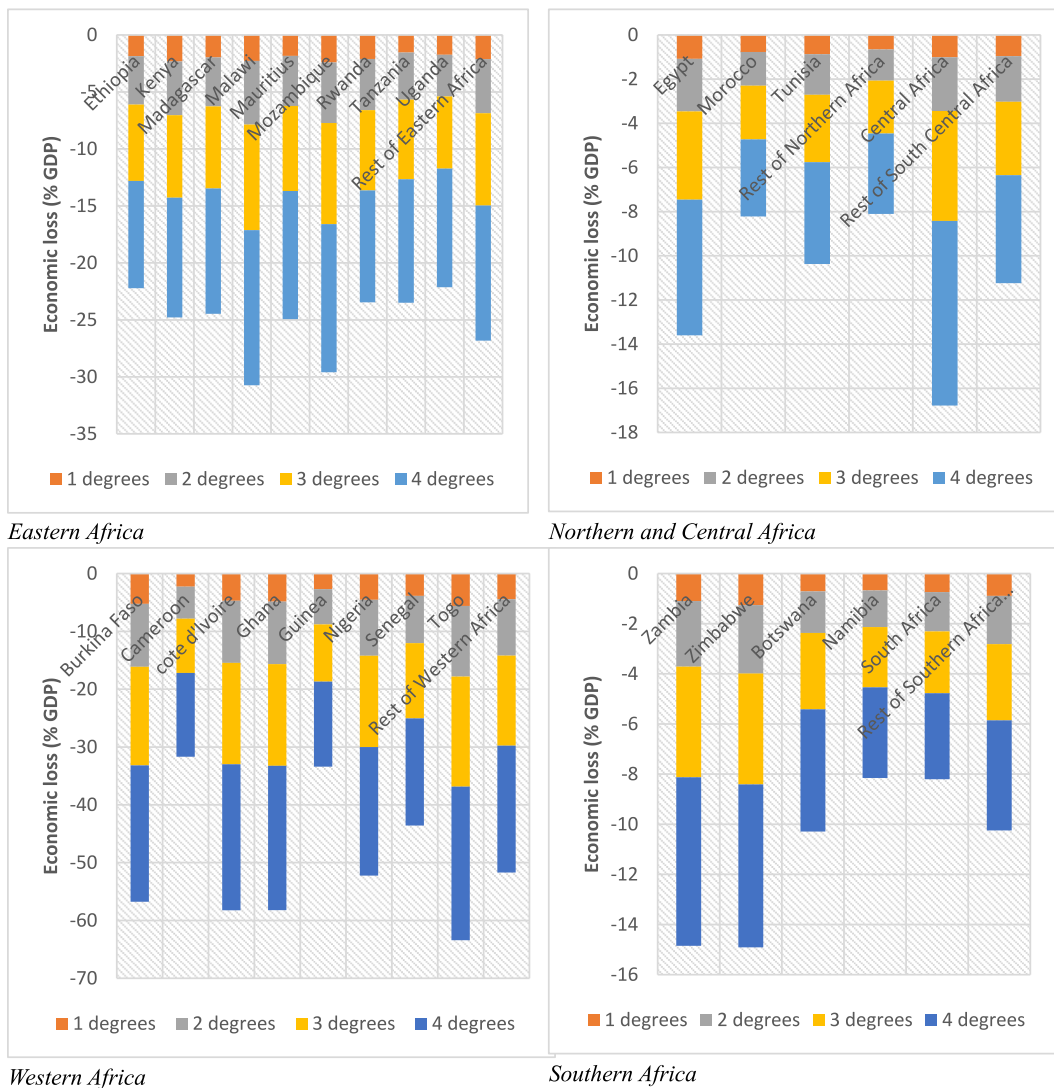 0
-5
-10
-15
-20
-25
-30
-35
Economic loss (% GDP)
Ethiopia
Kenya
Madagascar
Malawi
Mauritius
Mozambique
Rwanda
Tanzania
Uganda
Rest of Eastern Africa
1 degrees 2 degrees 3 degrees 4 degrees
Eastern Africa
0
-2
-4
-6
-8
-10
-12
-14
-16
-18
Economic loss (% GDP)
Egypt
Morocco
Tunisia
Rest of Northern Africa
Central Africa
Rest of South Central Africa
1 degrees 2 degrees 3 degrees 4 degrees
Northern and Central Africa
0
-10
-20
-30
-40
-50
-60
-70
Economic loss (% GDP)
Burkina Faso
Cameroon
cote d'Ivoire
Ghana
Guinea
Nigeria
Senegal
Togo
Rest of Western Africa
1 degrees 2 degrees 3 degrees 4 degrees
Western Africa
0
-2
-4
-6
-8
-10
-12
-14
-16
Economic loss (% GDP)
Zambia
Zimbabwe
Botswana
Namibia
South Africa
Rest of Southern Africa...
1 degrees 2 degrees 3 degrees 4 degrees
Southern Africa